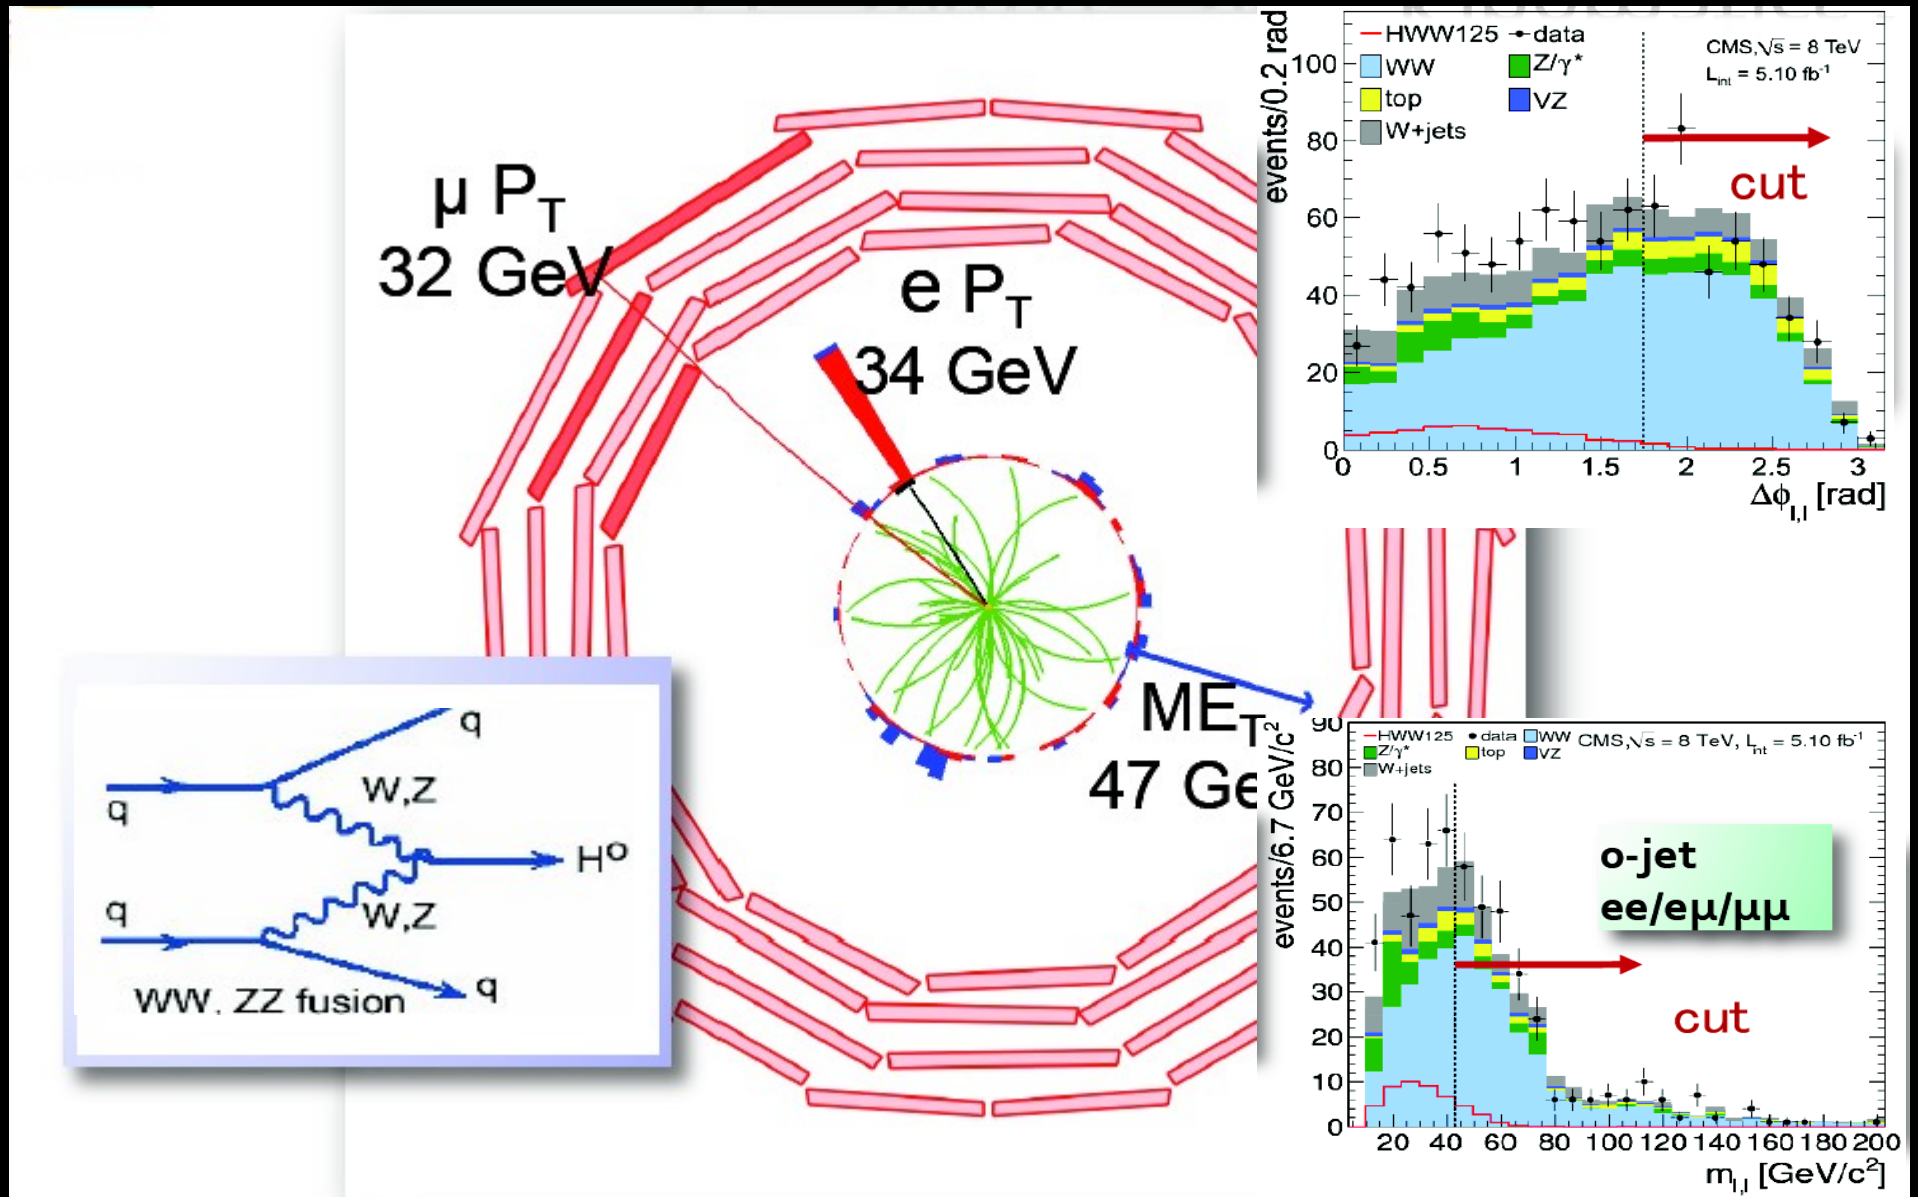 μ P_T
32 GeV
e P_T
34 GeV
ME_T
47 Ge
q
W,Z
q
H⁰
q
W,Z
q
WW, ZZ fusion
events/0.2 rad
HWW125 data
WW Z/γ*
top VZ
W+jets
CMS,√s = 8 TeV
L_int = 5.10 fb⁻¹
cut
100
80
60
40
20
0
0 0.5 1 1.5 2 2.5 3
Δϕ_l,l [rad]
events/6.7 GeV/c²
HWW125 data WW CMS,√s = 8 TeV, L_int = 5.10 fb⁻¹
Z/γ* top VZ
W+jets
90
80
70
60
50
40
30
20
10
0
o-jet
ee/eμ/μμ
cut
20 40 60 80 100 120 140 160 180 200
m_l,l [GeV/c²]